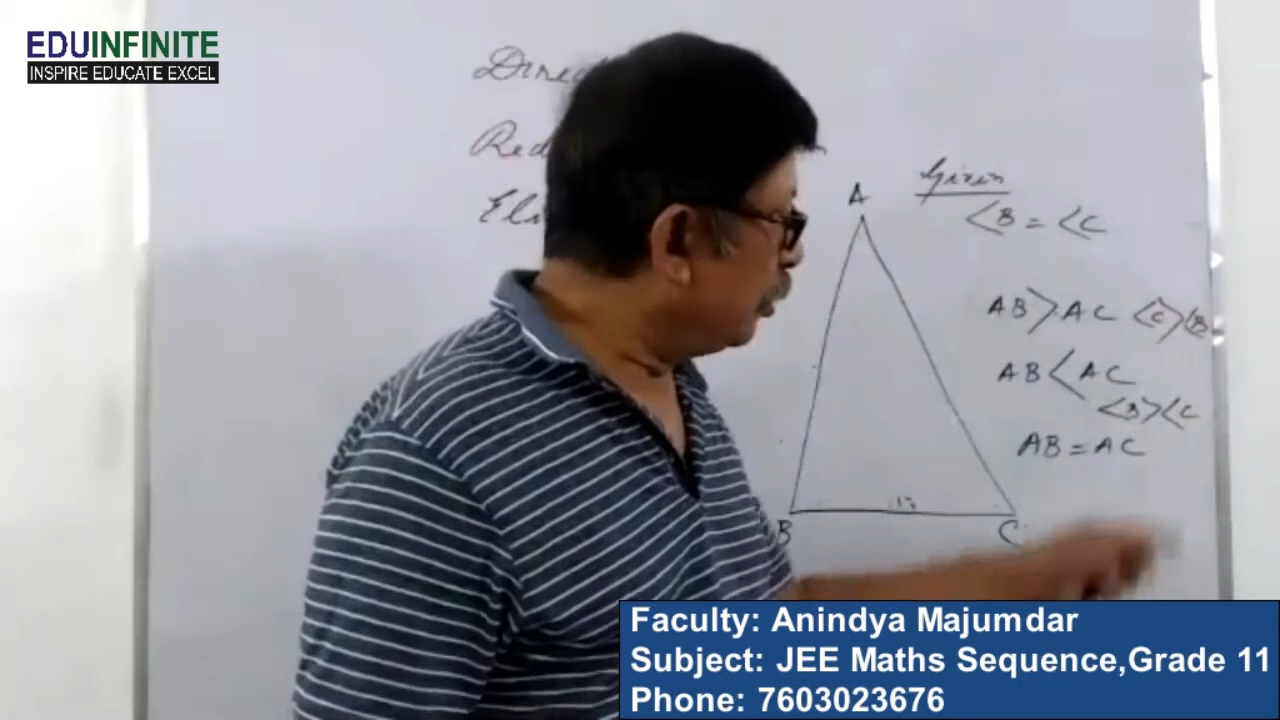 EDUINFINITE
INSPIRE EDUCATE EXCEL
A
Given
<B = <C
AB > AC <C > <B
AB < AC
<B > <C
AB = AC
B
C
Faculty: Anindya Majumdar
Subject: JEE Maths Sequence,Grade 11
Phone: 7603023676